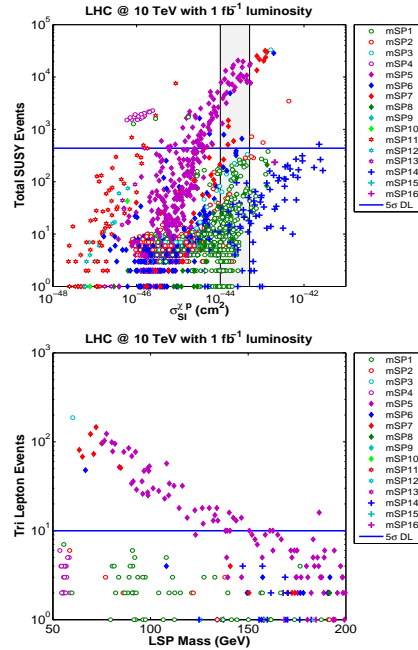 LHC @ 10 TeV with 1 fb⁻¹ luminosity
Total SUSY Events
10⁵
10⁴
10³
10²
10¹
10⁰
10⁻⁴⁸
10⁻⁴⁶
10⁻⁴⁴
10⁻⁴²
σ_SI^χ p (cm²)
mSP1
mSP2
mSP3
mSP4
mSP5
mSP6
mSP7
mSP8
mSP9
mSP10
mSP11
mSP12
mSP13
mSP14
mSP15
mSP16
5σ DL
LHC @ 10 TeV with 1 fb⁻¹ luminosity
Tri Lepton Events
10³
10²
10¹
10⁰
50
100
150
200
LSP Mass (GeV)
mSP1
mSP2
mSP3
mSP4
mSP5
mSP6
mSP7
mSP8
mSP9
mSP10
mSP11
mSP12
mSP13
mSP14
mSP15
mSP16
5σ DL